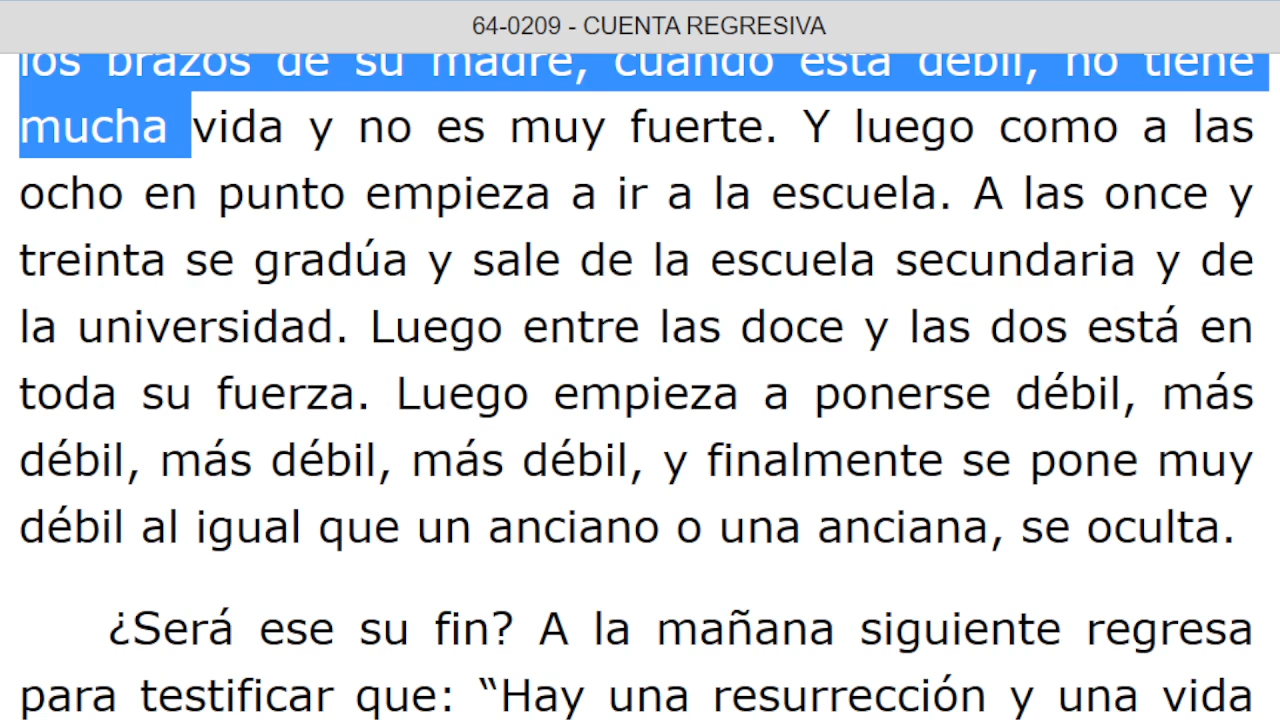 64-0209 - CUENTA REGRESIVA
los brazos de su madre, cuando está débil, no tiene
mucha vida y no es muy fuerte. Y luego como a las
ocho en punto empieza a ir a la escuela. A las once y
treinta se gradúa y sale de la escuela secundaria y de
la universidad. Luego entre las doce y las dos está en
toda su fuerza. Luego empieza a ponerse débil, más
débil, más débil, más débil, y finalmente se pone muy
débil al igual que un anciano o una anciana, se oculta.
¿Será ese su fin? A la mañana siguiente regresa
para testificar que: “Hay una resurrección y una vida